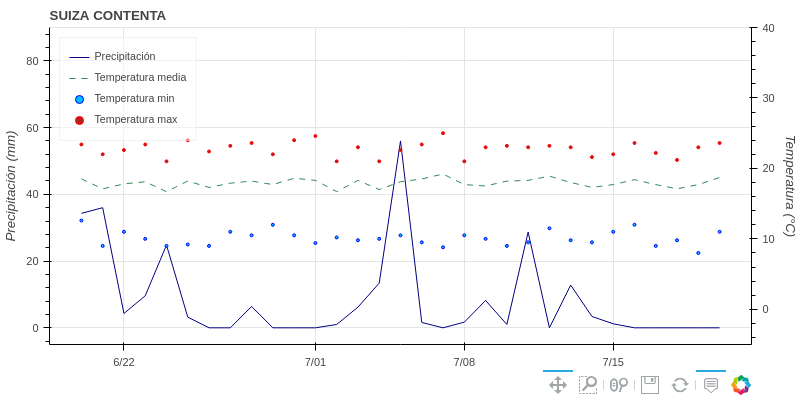 SUIZA CONTENTA
Precipitación
Temperatura media
Temperatura min
Temperatura max
Precipitación (mm)
80
60
40
20
0
40
30
20
10
0
Temperatura (°C)
6/22
7/01
7/08
7/15